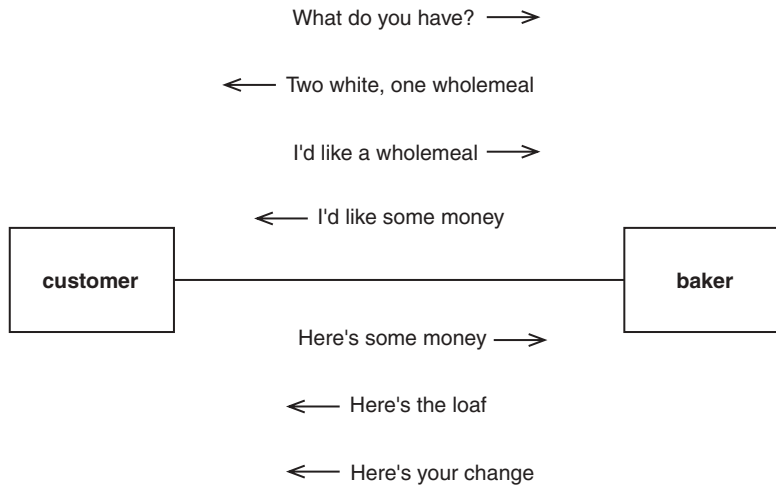 What do you have?
Two white, one wholemeal
I'd like a wholemeal
I'd like some money
customer
baker
Here's some money
Here's the loaf
Here's your change